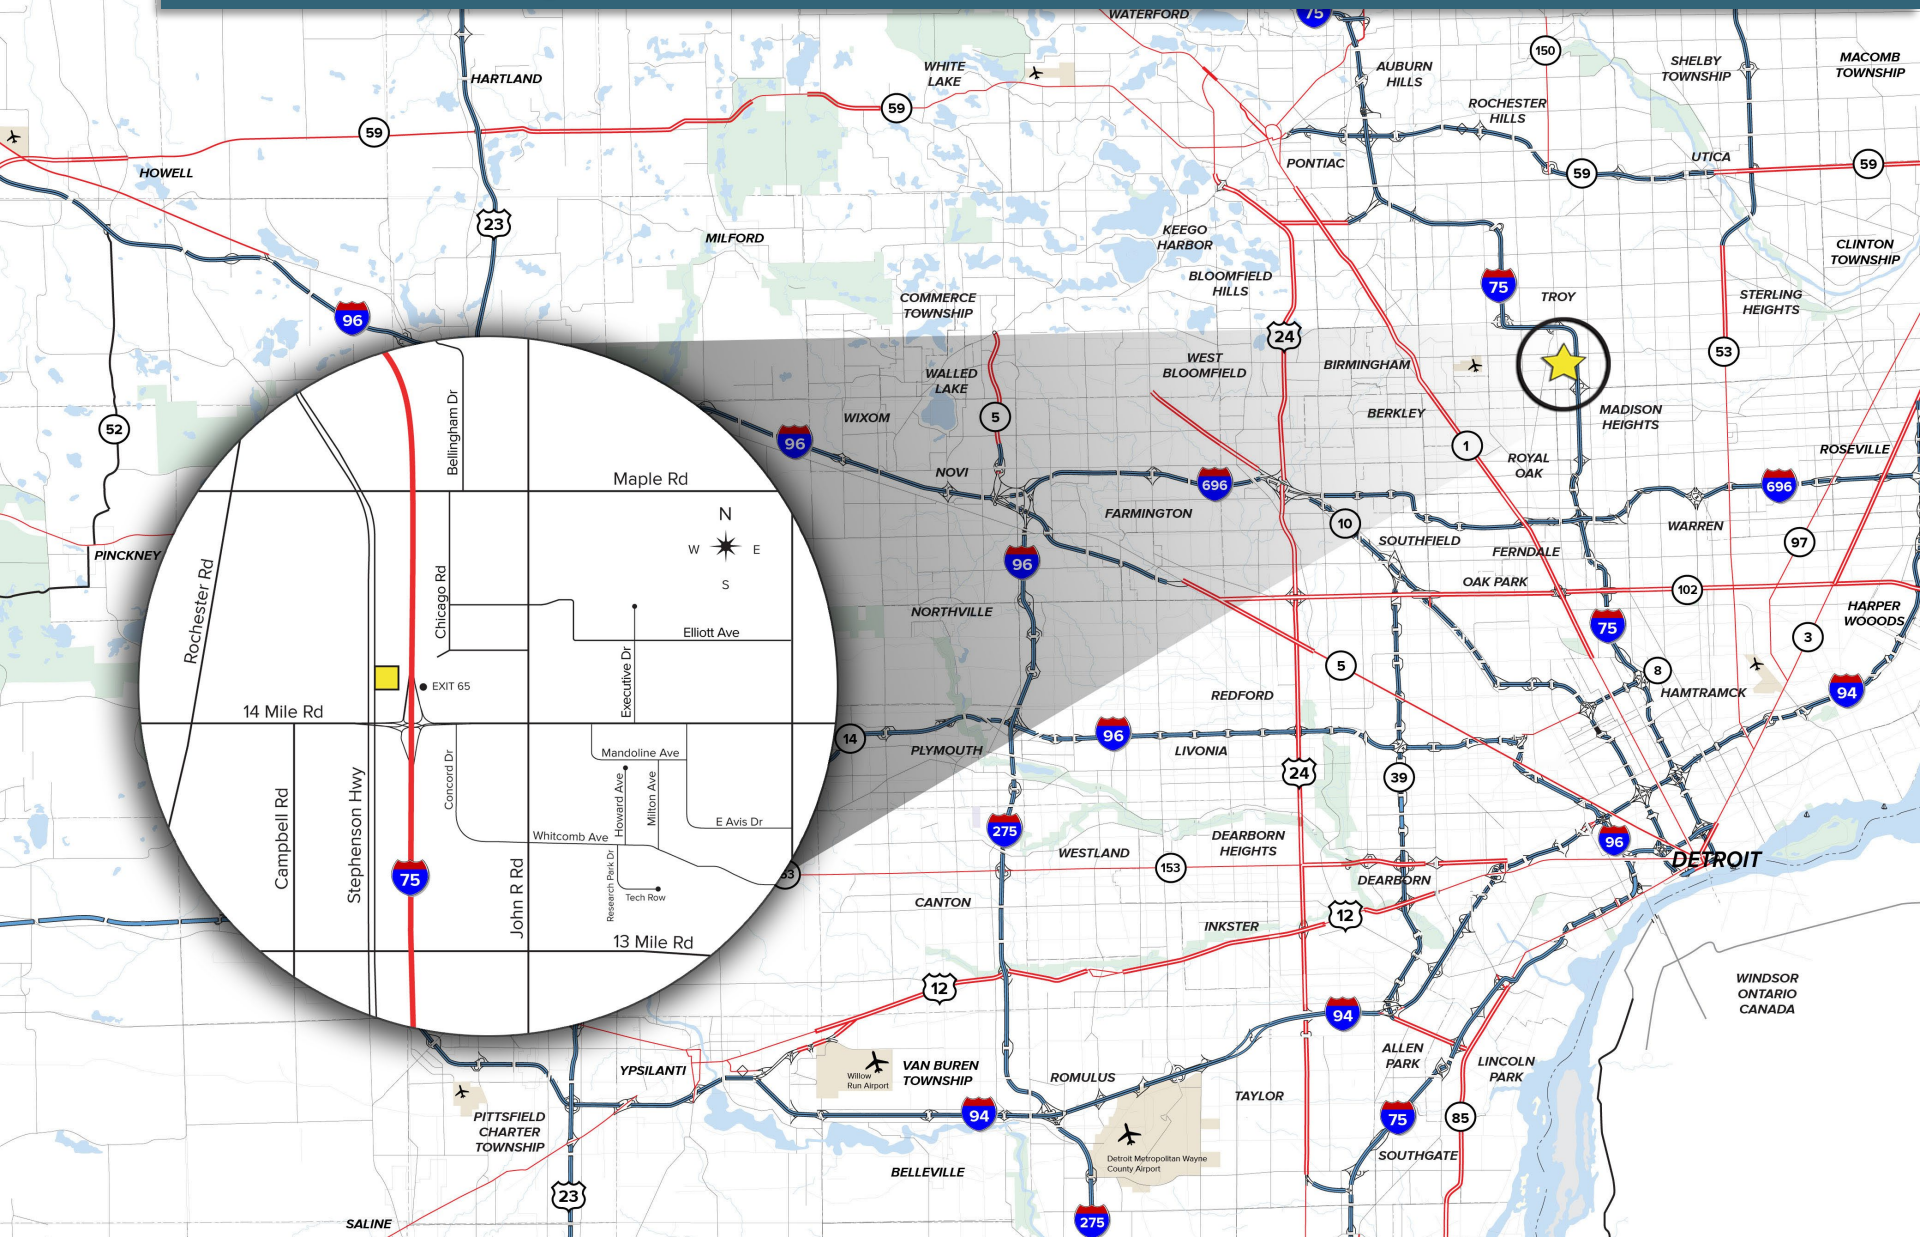 75
WATERFORD
150
HARTLAND
WHITE
LAKE
AUBURN
HILLS
SHELBY
TOWNSHIP
MACOMB
TOWNSHIP
59
59
ROCHESTER
HILLS
HOWELL
PONTIAC
59
UTICA
59
23
MILFORD
KEEGO
HARBOR
CLINTON
TOWNSHIP
BLOOMFIELD
HILLS
75
TROY
STERLING
HEIGHTS
96
COMMERCE
TOWNSHIP
24
53
WEST
BLOOMFIELD
BIRMINGHAM
WALLED
LAKE
WIXOM
5
BERKLEY
MADISON
HEIGHTS
52
96
1
ROSEVILLE
NOVI
ROYAL
OAK
696
696
FARMINGTON
10
WARREN
SOUTHFIELD
FERNDALE
97
PINCKNEY
96
OAK PARK
102
NORTHVILLE
HARPER
WOOODS
75
3
5
8
REDFORD
HAMTRAMCK
94
14
PLYMOUTH
96
LIVONIA
24
39
275
WESTLAND
DEARBORN
HEIGHTS
96
DETROIT
153
DEARBORN
CANTON
12
INKSTER
12
WINDSOR
ONTARIO
CANADA
94
YPSILANTI
Willow
Run Airport
VAN BUREN
TOWNSHIP
ROMULUS
ALLEN
PARK
LINCOLN
PARK
TAYLOR
PITTSFIELD
CHARTER
TOWNSHIP
94
75
85
Detroit Metropolitan Wayne
County Airport
SOUTHGATE
BELLEVILLE
23
275
SALINE
Bellingham Dr
Maple Rd
N
W
E
S
Rochester Rd
Chicago Rd
Elliott Ave
Executive Dr
EXIT 65
14 Mile Rd
Mandoline Ave
Concord Dr
Howard Ave
Milton Ave
Campbell Rd
Stephenson Hwy
E Avis Dr
Whitcomb Ave
75
53
John R Rd
Research Park Dr
Tech Row
13 Mile Rd